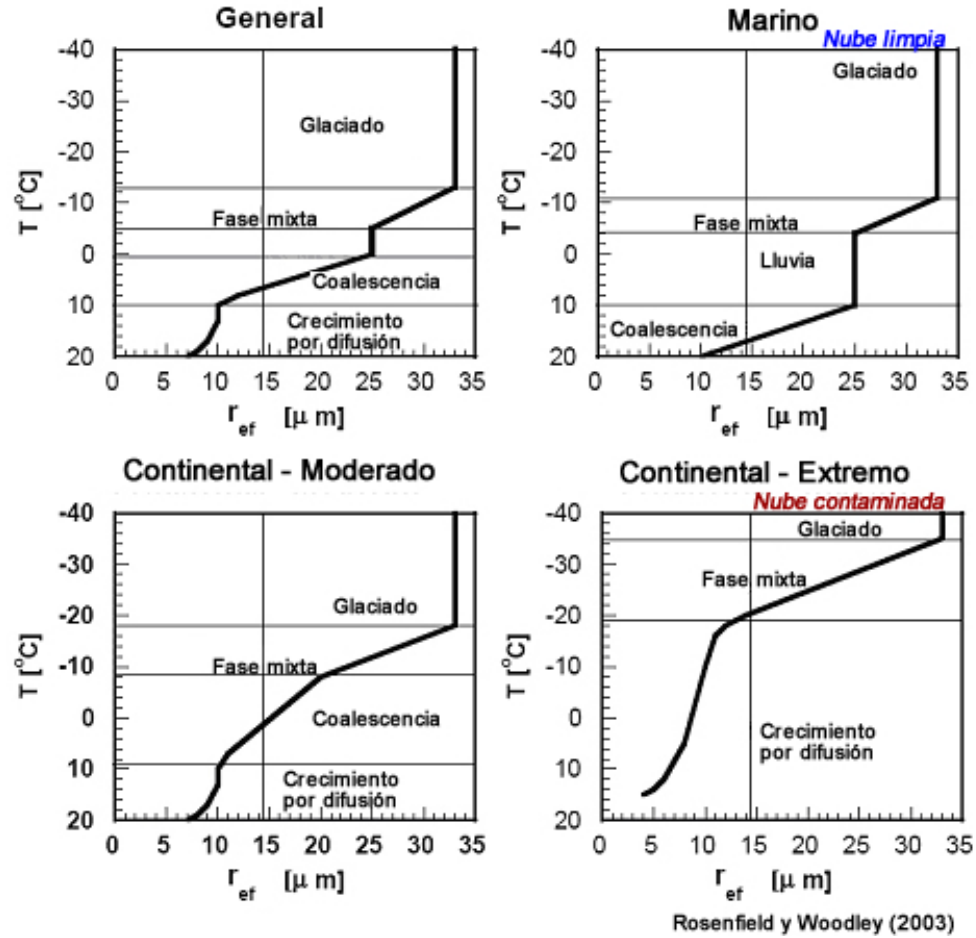 General
-40
-30
-20
-10
0
10
20
T [°C]
Glaciado
Fase mixta
Coalescencia
Crecimiento
por difusión
0 5 10 15 20 25 30 35
r ef [μ m]
Marino
Nube limpia
-40
-30
-20
-10
0
10
20
T [°C]
Glaciado
Fase mixta
Lluvia
Coalescencia
0 5 10 15 20 25 30 35
r ef [μ m]
Continental - Moderado
-40
-30
-20
-10
0
10
20
T [°C]
Glaciado
Fase mixta
Coalescencia
Crecimiento
por difusión
0 5 10 15 20 25 30 35
r ef [μ m]
Continental - Extremo
Nube contaminada
-40
-30
-20
-10
0
10
20
T [°C]
Glaciado
Fase mixta
Crecimiento
por difusión
0 5 10 15 20 25 30 35
r ef [μ m]
Rosenfield y Woodley (2003)